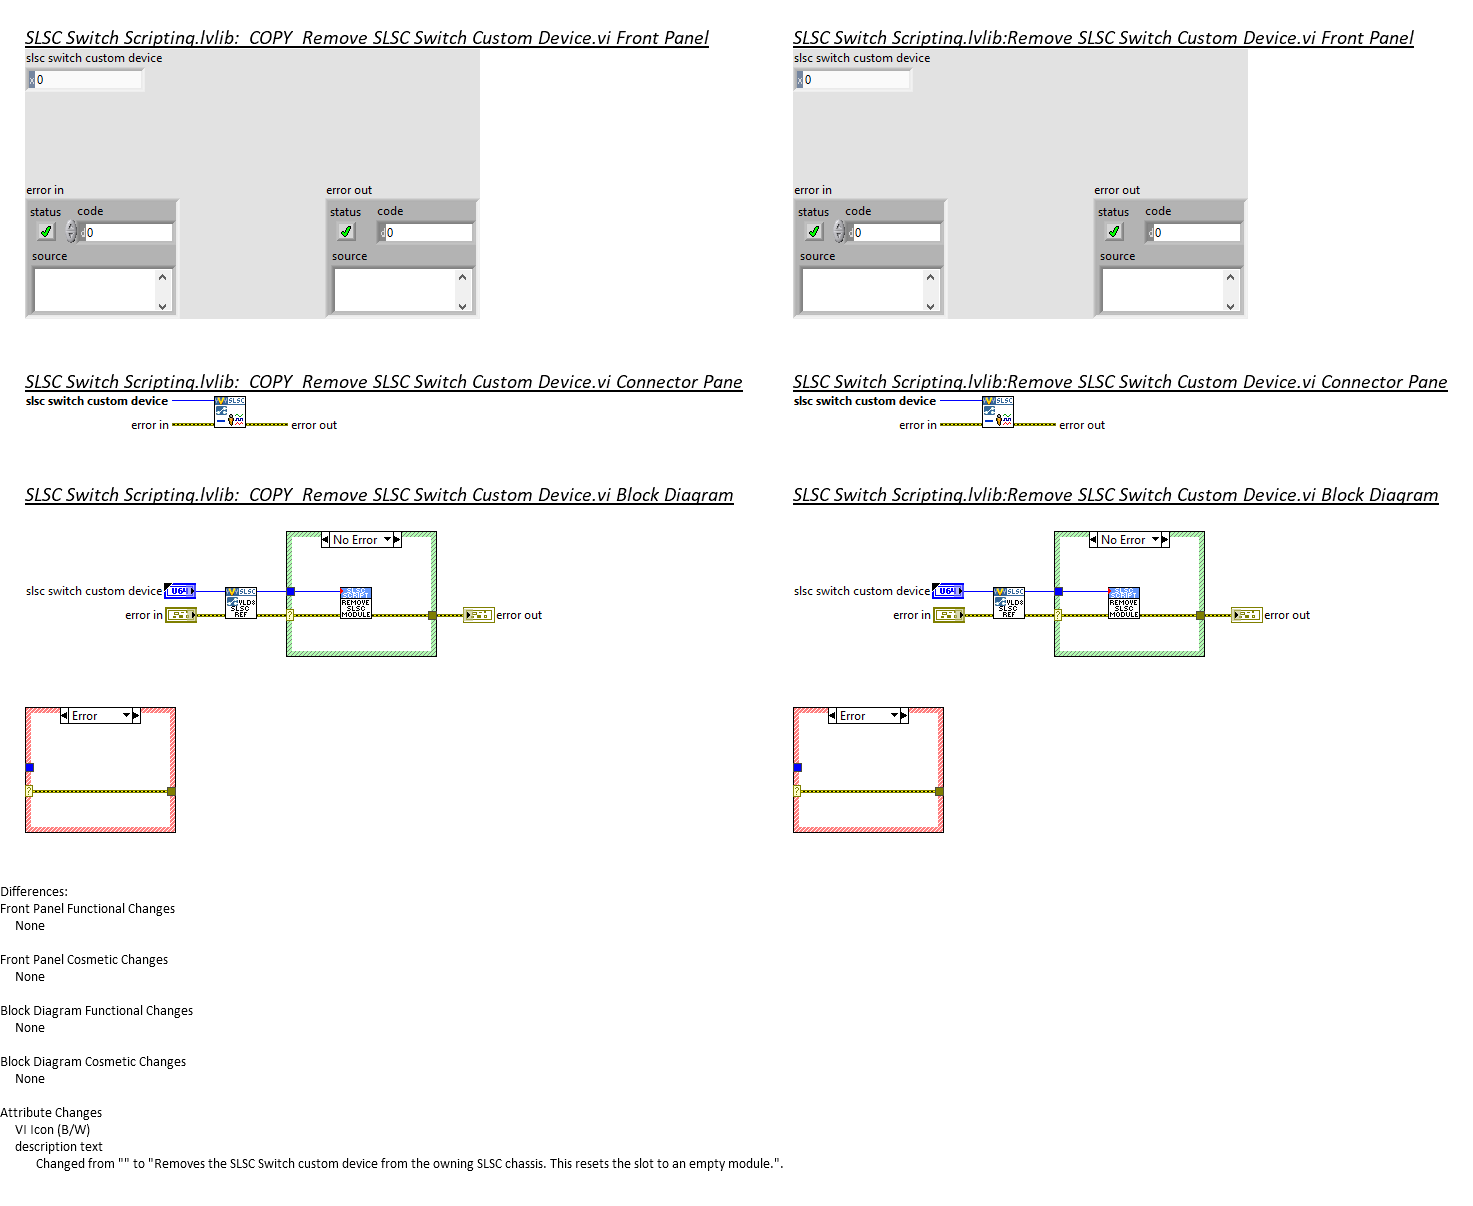 SLSC Switch Scripting.lvlib:  COPY  Remove SLSC Switch Custom Device.vi Front Panel
slsc switch custom device
x 0
error in
error out
status code
0
status code
0
source
source
SLSC Switch Scripting.lvlib:Remove SLSC Switch Custom Device.vi Front Panel
slsc switch custom device
x 0
error in
error out
status code
0
status code
0
source
source
SLSC Switch Scripting.lvlib:  COPY  Remove SLSC Switch Custom Device.vi Connector Pane
slsc switch custom device
SLSC
error in
error out
SLSC Switch Scripting.lvlib:Remove SLSC Switch Custom Device.vi Connector Pane
slsc switch custom device
SLSC
error in
error out
SLSC Switch Scripting.lvlib:  COPY  Remove SLSC Switch Custom Device.vi Block Diagram
No Error
slsc switch custom device
U64
SLSC
VLD8
SLSC
REF
SLSC
SCRIPT
REMOVE
SLSC
MODULE
error in
?
error out
Error
?
SLSC Switch Scripting.lvlib:Remove SLSC Switch Custom Device.vi Block Diagram
No Error
slsc switch custom device
U64
SLSC
VLD8
SLSC
REF
SLSC
SCRIPT
REMOVE
SLSC
MODULE
error in
?
error out
Error
?
Differences:
Front Panel Functional Changes
None
Front Panel Cosmetic Changes
None
Block Diagram Functional Changes
None
Block Diagram Cosmetic Changes
None
Attribute Changes
VI Icon (B/W)
description text
Changed from "" to "Removes the SLSC Switch custom device from the owning SLSC chassis. This resets the slot to an empty module.".